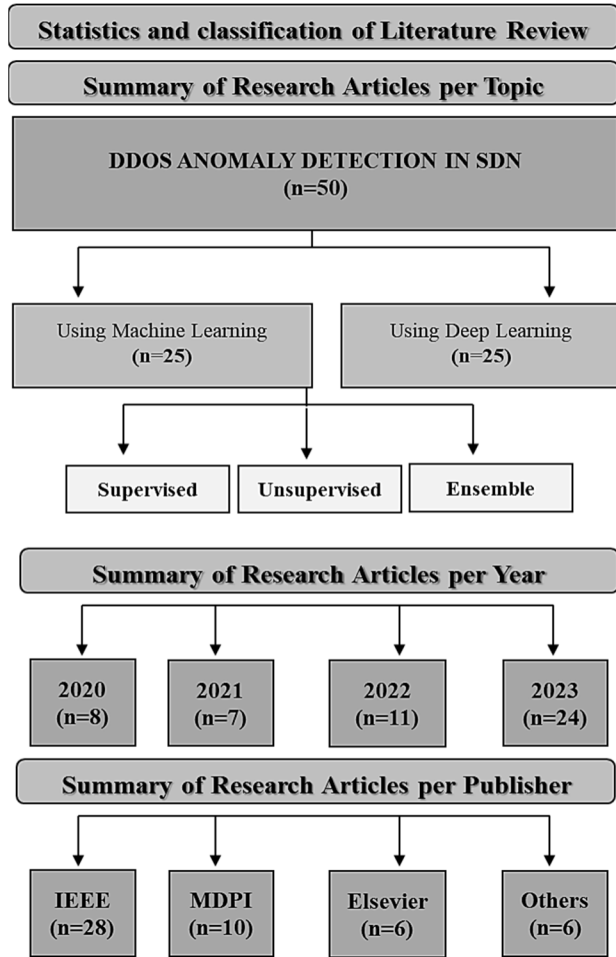 Statistics and classification of Literature Review
Summary of Research Articles per Topic
DDOS ANOMALY DETECTION IN SDN
(n=50)
Using Machine Learning
(n=25)
Using Deep Learning
(n=25)
Supervised
Unsupervised
Ensemble
Summary of Research Articles per Year
2020
(n=8)
2021
(n=7)
2022
(n=11)
2023
(n=24)
Summary of Research Articles per Publisher
IEEE
(n=28)
MDPI
(n=10)
Elsevier
(n=6)
Others
(n=6)